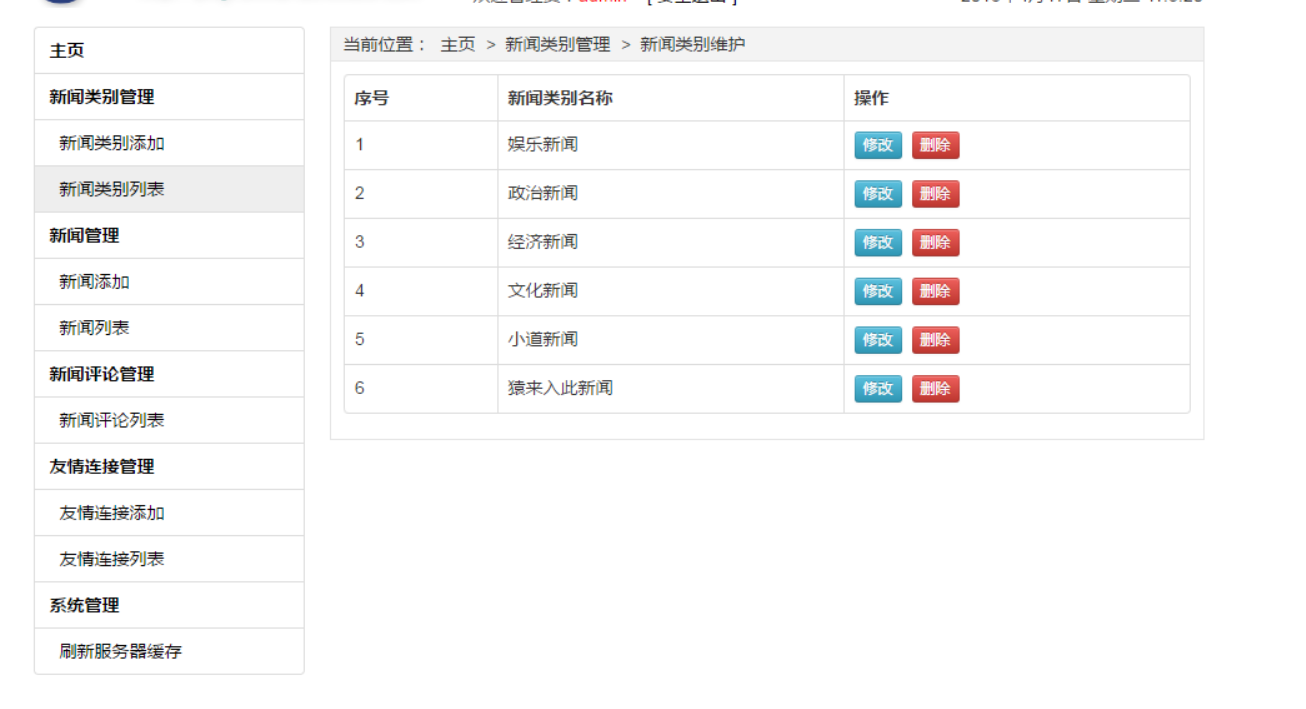 admin
主页
新闻类别管理
新闻类别添加
新闻类别列表
新闻管理
新闻添加
新闻列表
新闻评论管理
新闻评论列表
友情连接管理
友情连接添加
友情连接列表
系统管理
刷新服务器缓存
当前位置： 主页 > 新闻类别管理 > 新闻类别维护
序号 新闻类别名称 操作
1 娱乐新闻 修改 删除
2 政治新闻 修改 删除
3 经济新闻 修改 删除
4 文化新闻 修改 删除
5 小道新闻 修改 删除
6 猿来入此新闻 修改 删除